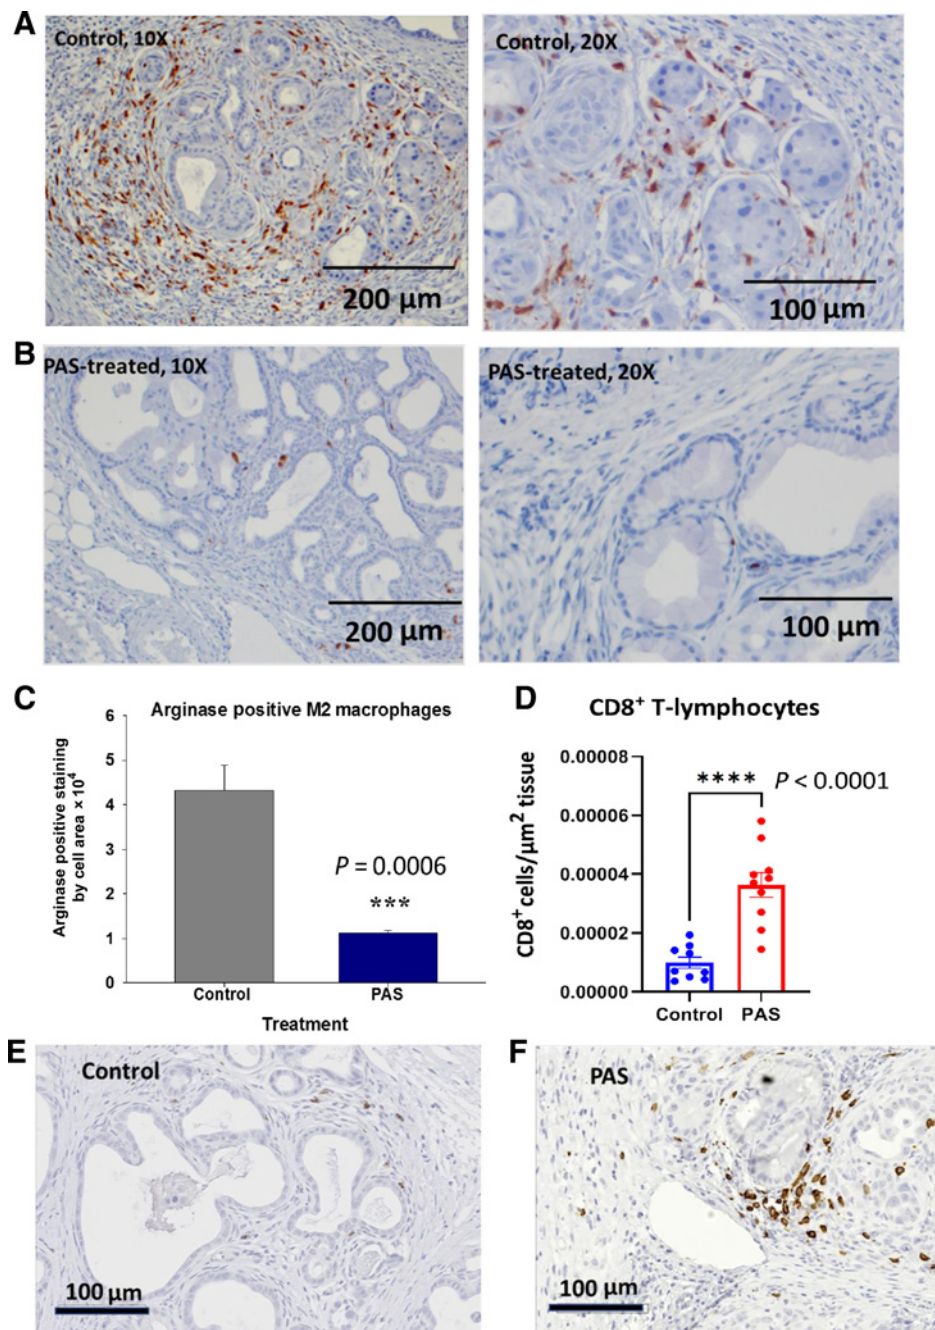 A
Control, 10X
200 µm
Control, 20X
100 µm
B
PAS-treated, 10X
200 µm
PAS-treated, 20X
100 µm
C
Arginase positive M2 macrophages
Arginase positive staining
by cell area × 10⁴
6
5
4
3
2
1
0
P = 0.0006
***
Control
PAS
Treatment
D
CD8⁺ T-lymphocytes
CD8⁺ cells/µm² tissue
0.00008
0.00006
0.00004
0.00002
0.00000
**** P < 0.0001
Control
PAS
E
Control
100 µm
F
PAS
100 µm